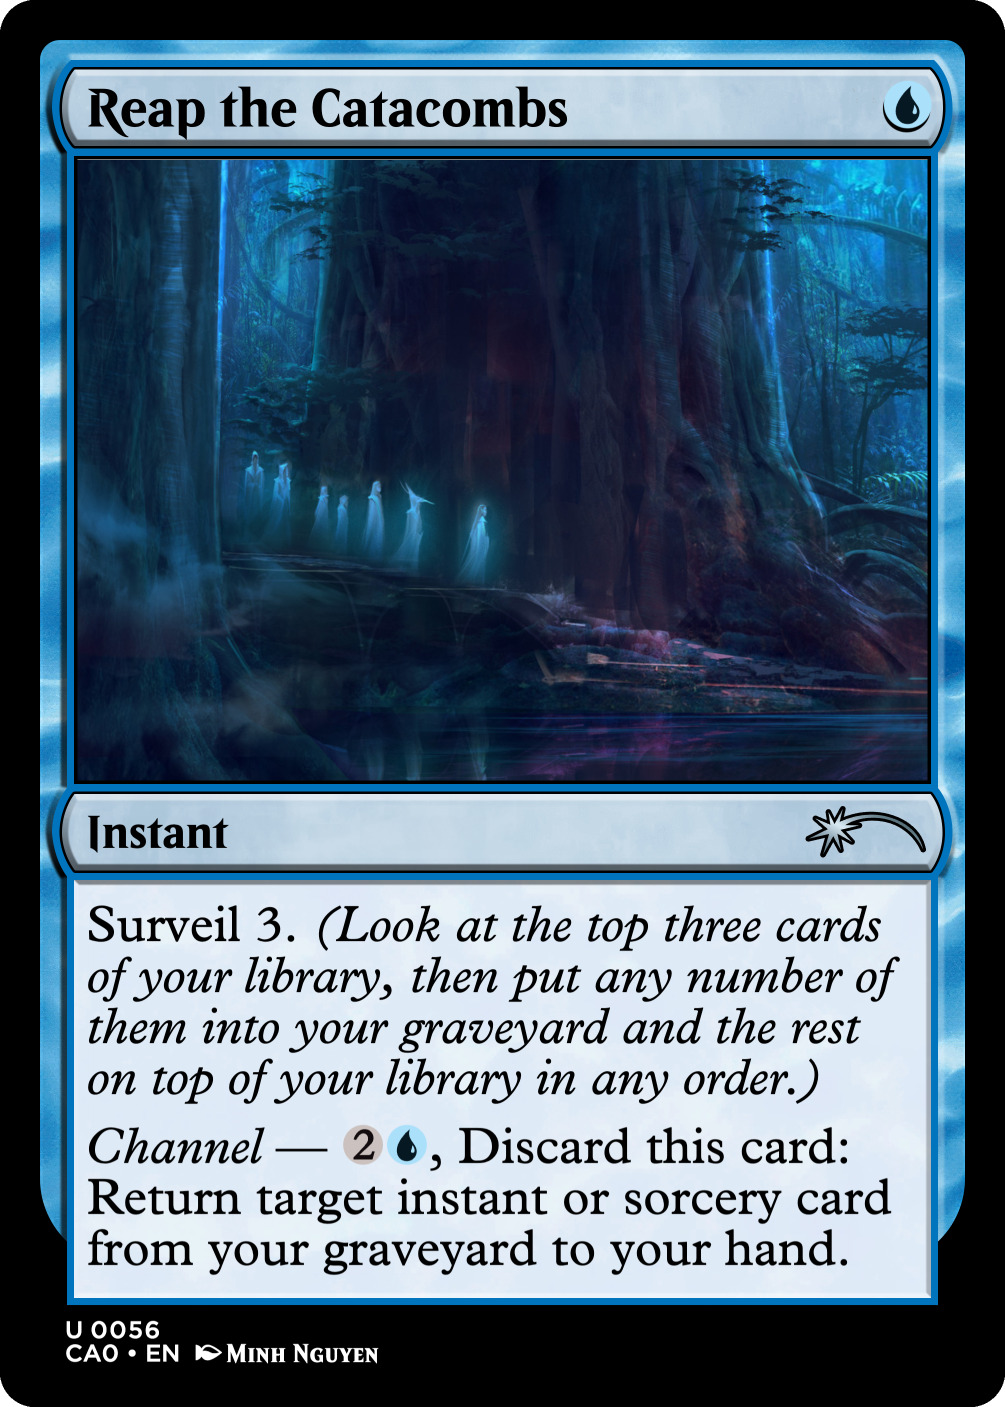 Reap the Catacombs
Instant
Surveil 3. (Look at the top three cards
of your library, then put any number of
them into your graveyard and the rest
on top of your library in any order.)
Channel — 2, Discard this card:
Return target instant or sorcery card
from your graveyard to your hand.
U 0056
CAO • EN MINH NGUYEN